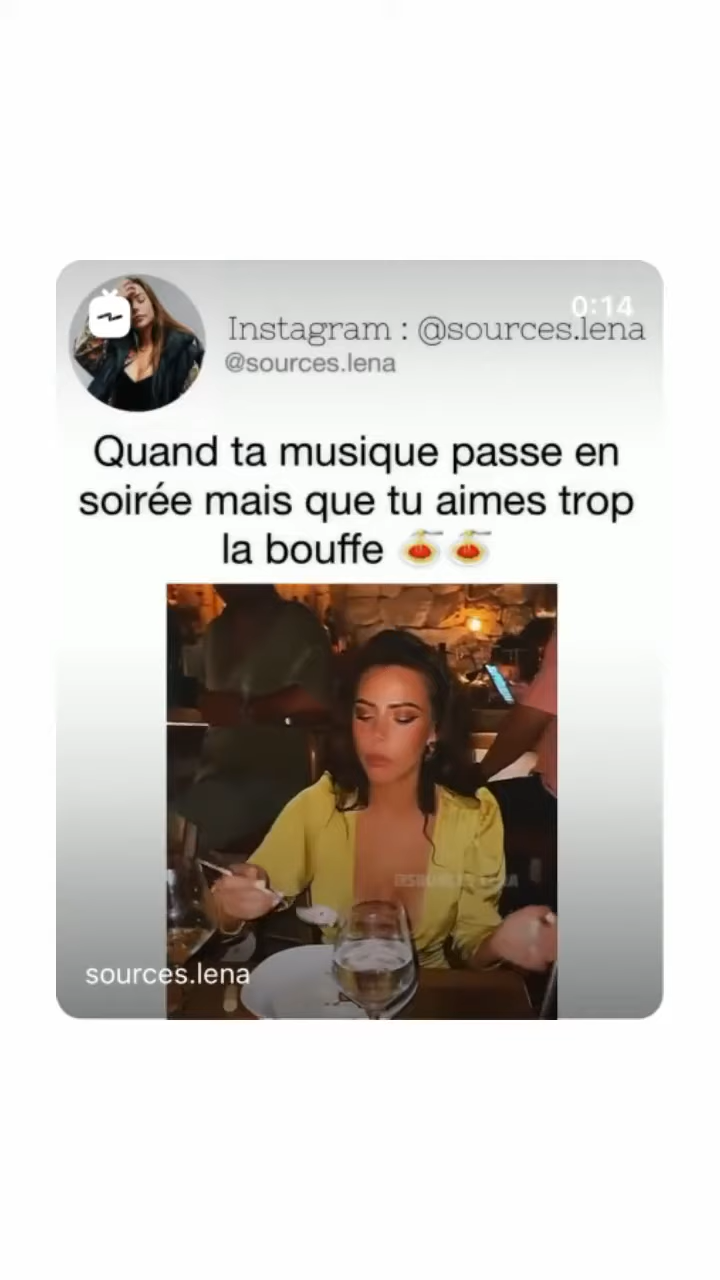 0:14
Instagram : @sources.lena
@sources.lena
Quand ta musique passe en
soirée mais que tu aimes trop
la bouffe 🍝🍝
sources.lena